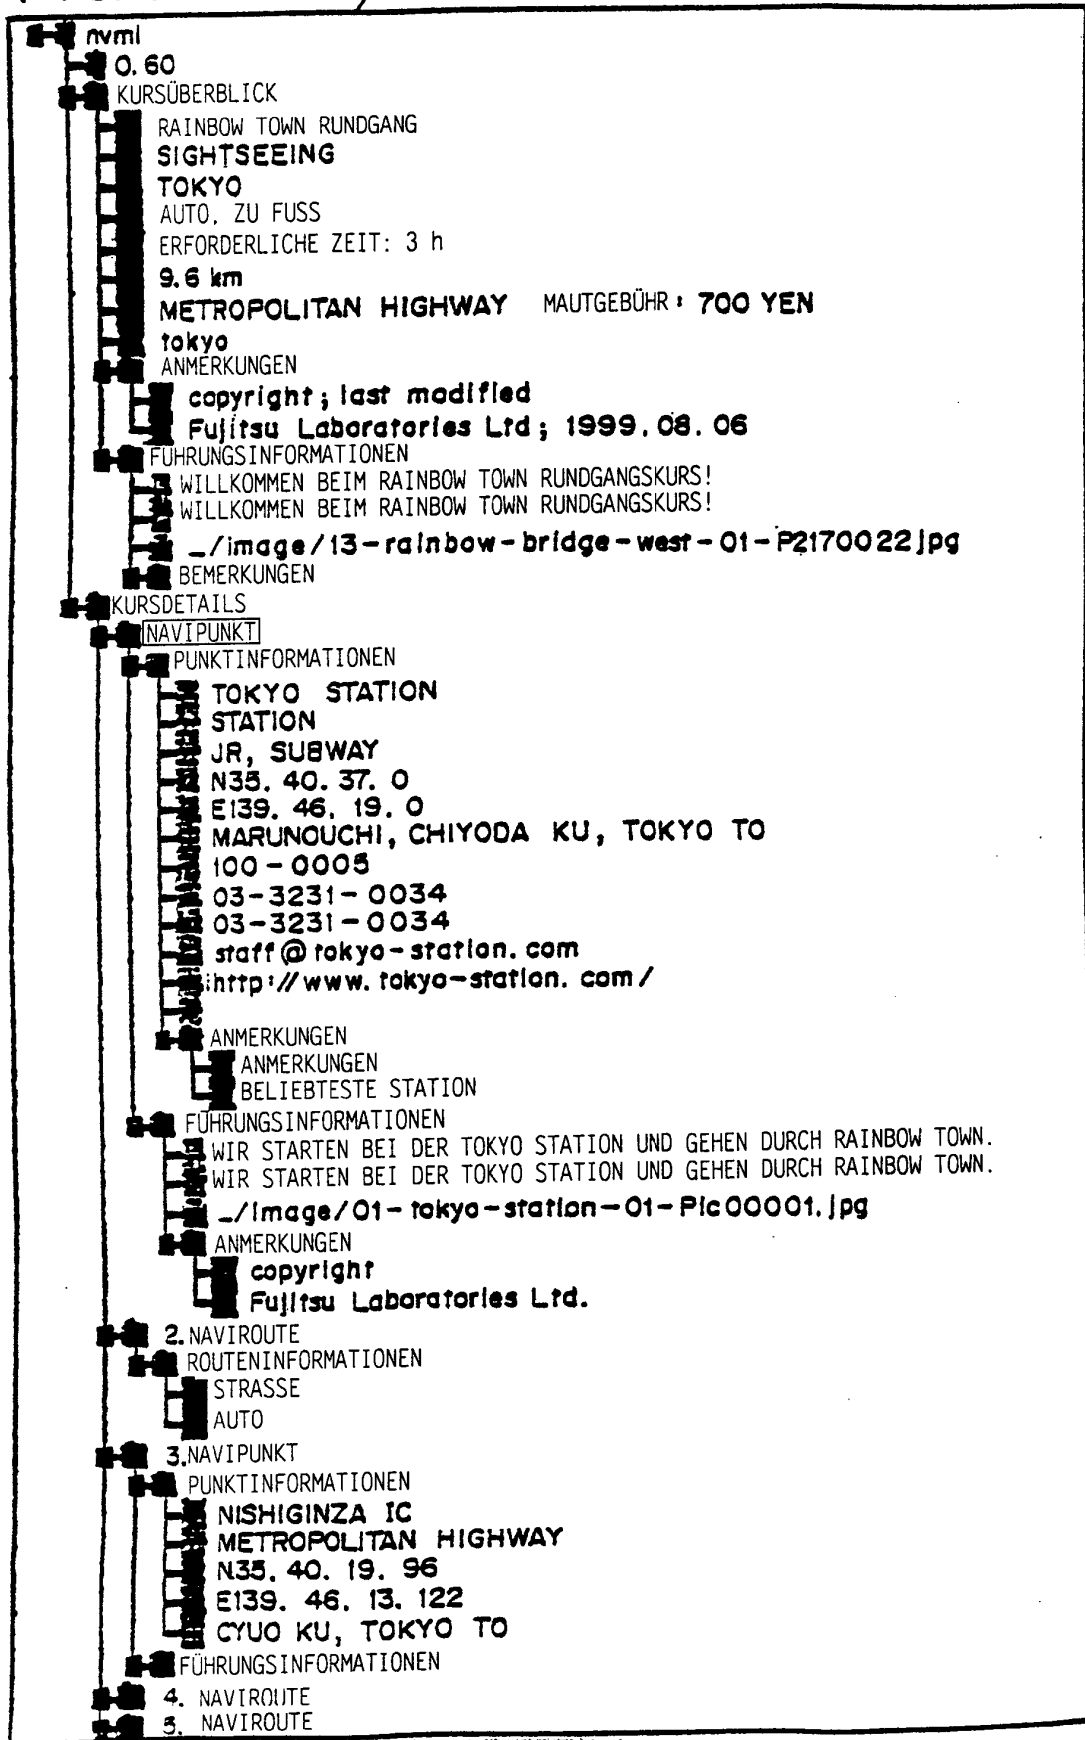 nvml
0.60
KURSÜBERBLICK
RAINBOW TOWN RUNDGANG
SIGHTSEEING
TOKYO
AUTO, ZU FUSS
ERFORDERLICHE ZEIT: 3 h
9.6 km
METROPOLITAN HIGHWAY MAUTGEBÜHR: 700 YEN
tokyo
ANMERKUNGEN
copyright; last modified
Fujitsu Laboratories Ltd; 1999.08.06
FÜHRUNGSINFORMATIONEN
WILLKOMMEN BEIM RAINBOW TOWN RUNDGANGSKURS!
WILLKOMMEN BEIM RAINBOW TOWN RUNDGANGSKURS!
../image/13-rainbow-bridge-west-01-P2170022jpg
BEMERKUNGEN
KURSDETAILS
NAVIPUNKT
PUNKTINFORMATIONEN
TOKYO STATION
STATION
JR, SUBWAY
N35. 40. 37. 0
E139. 46. 19. 0
MARUNOUCHI, CHIYODA KU, TOKYO TO
100-0005
03-3231-0034
03-3231-0034
staff@tokyo-station.com
http://www.tokyo-station.com/
ANMERKUNGEN
ANMERKUNGEN
BELIEBTESTE STATION
FÜHRUNGSINFORMATIONEN
WIR STARTEN BEI DER TOKYO STATION UND GEHEN DURCH RAINBOW TOWN.
WIR STARTEN BEI DER TOKYO STATION UND GEHEN DURCH RAINBOW TOWN.
../image/01-tokyo-station-01-Pic00001.jpg
ANMERKUNGEN
copyright
Fujitsu Laboratories Ltd.
2. NAVIROUTE
ROUTENINFORMATIONEN
STRASSE
AUTO
3. NAVIPUNKT
PUNKTINFORMATIONEN
NISHIGINZA IC
METROPOLITAN HIGHWAY
N35. 40. 19. 96
E139. 46. 13. 122
CYUO KU, TOKYO TO
FÜHRUNGSINFORMATIONEN
4. NAVIROUTE
5. NAVIROUTE